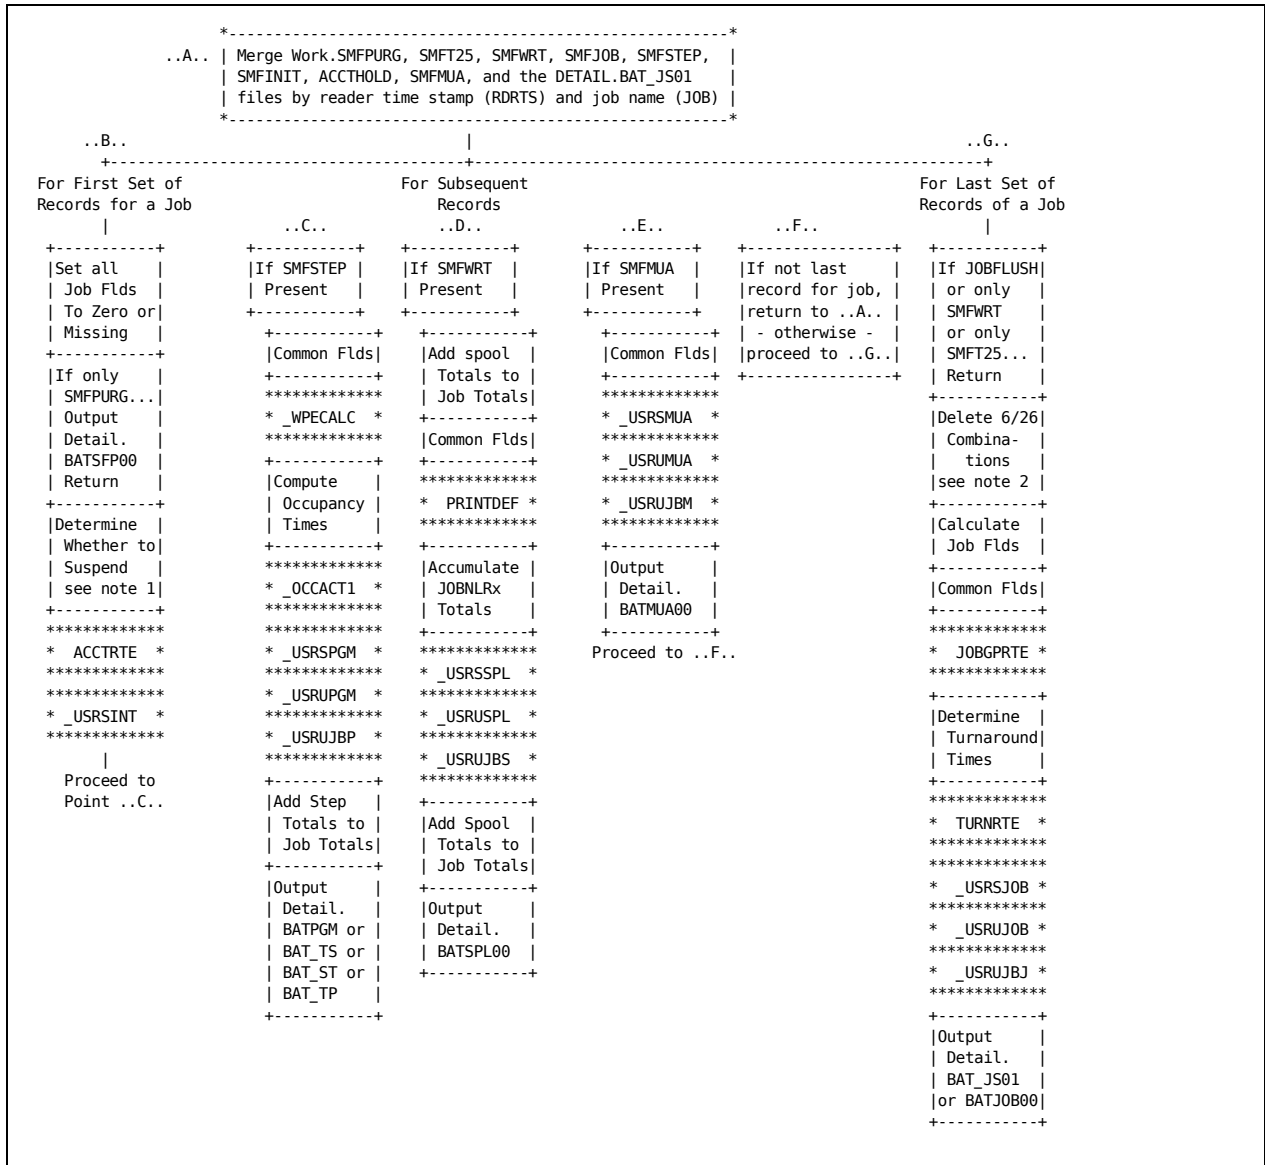 *-------------------------------------------------------*
..A.. | Merge Work.SMFPURG, SMFT25, SMFWRT, SMFJOB, SMFSTEP, |
| SMFINIT, ACCTHOLD, SMFMUA, and the DETAIL.BAT_JS01 |
| files by reader time stamp (RDRTS) and job name (JOB) |
*-------------------------------------------------------*
..B.. | ..G..
For First Set of
Records for a Job
|Set all |
| Job Flds |
| To Zero or|
| Missing |
+-----------+
|If only |
| SMFPURG...|
| Output |
| Detail. |
| BATSFP00 |
| Return |
+-----------+
|Determine |
| Whether to|
| Suspend |
| see note 1|
+-----------+
*************
* ACCTRTE *
*************
*************
* _USRSINT *
*************
|
Proceed to
Point ..C..
For Subsequent
Records
..C..
+-----------+
|If SMFSTEP |
| Present |
+-----------+
+-----------+
|Common Flds|
+-----------+
*************
* _WPECALC *
*************
+-----------+
|Compute |
| Occupancy |
| Times |
+-----------+
*************
* _OCCACT1 *
*************
*************
* _USRSPGM *
*************
* _USRUPGM *
*************
* _USRUJBP *
*************
+-----------+
|Add Step |
| Totals to |
| Job Totals|
+-----------+
|Output |
| Detail. |
| BATPGM or |
| BAT_TS or |
| BAT_ST or |
| BAT_TP |
+-----------+
..D..
+-----------+
|If SMFWRT |
| Present |
+-----------+
+-----------+
|Add spool |
| Totals to |
| Job Totals|
+-----------+
|Common Flds|
+-----------+
*************
* PRINTDEF *
*************
+-----------+
|Accumulate |
| JOBNLRx |
| Totals |
+-----------+
*************
* _USRSSPL *
*************
* _USRUSPL *
*************
* _USRUJBS *
*************
+-----------+
|Add Spool |
| Totals to |
| Job Totals|
+-----------+
|Output |
| Detail. |
| BATSPL00 |
+-----------+
..E..
+-----------+
|If SMFMUA |
| Present |
+-----------+
+-----------+
|Common Flds|
+-----------+
*************
* _USRSMUA *
*************
* _USRUMUA *
*************
* _USRUJBM *
*************
+-----------+
|Output |
| Detail. |
| BATMUA00 |
+-----------+
Proceed to ..F..
..F..
+----------------+
|If not last |
|record for job, |
|return to ..A.. |
| - otherwise - |
|proceed to ..G..|
+----------------+
For Last Set of
Records of a Job
|
+-----------+
|If JOBFLUSH|
| or only |
| SMFWRT |
| or only |
| SMFT25... |
| Return |
+-----------+
|Delete 6/26|
| Combina- |
| tions |
|see note 2 |
+-----------+
|Calculate |
| Job Flds |
+-----------+
|Common Flds|
+-----------+
*************
* JOBGPRTE *
*************
+-----------+
|Determine |
| Turnaround|
| Times |
+-----------+
*************
* TURNRTE *
*************
*************
* _USRSJOB *
*************
* _USRUJOB *
*************
* _USRUJBJ *
*************
+-----------+
|Output |
| Detail. |
| BAT_JS01 |
|or BATJOB00|
+-----------+